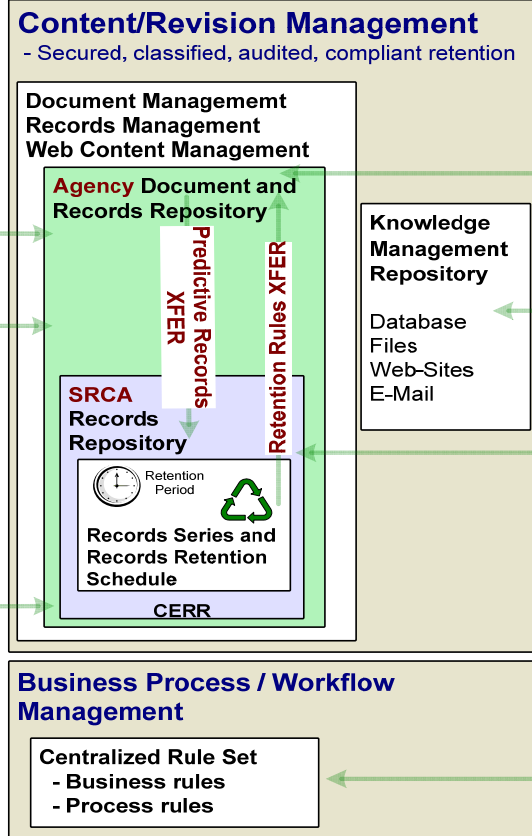 Content/Revision Management
- Secured, classified, audited, compliant retention
Document Managememt
Records Management
Web Content Management
Agency Document and
Records Repository
Predictive Records
XFER
Retention Rules XFER
SRCA
Records
Repository
Retention
Period
Records Series and
Records Retention
Schedule
CERR
Knowledge
Management
Repository
Database
Files
Web-Sites
E-Mail
Business Process / Workflow
Management
Centralized Rule Set
- Business rules
- Process rules